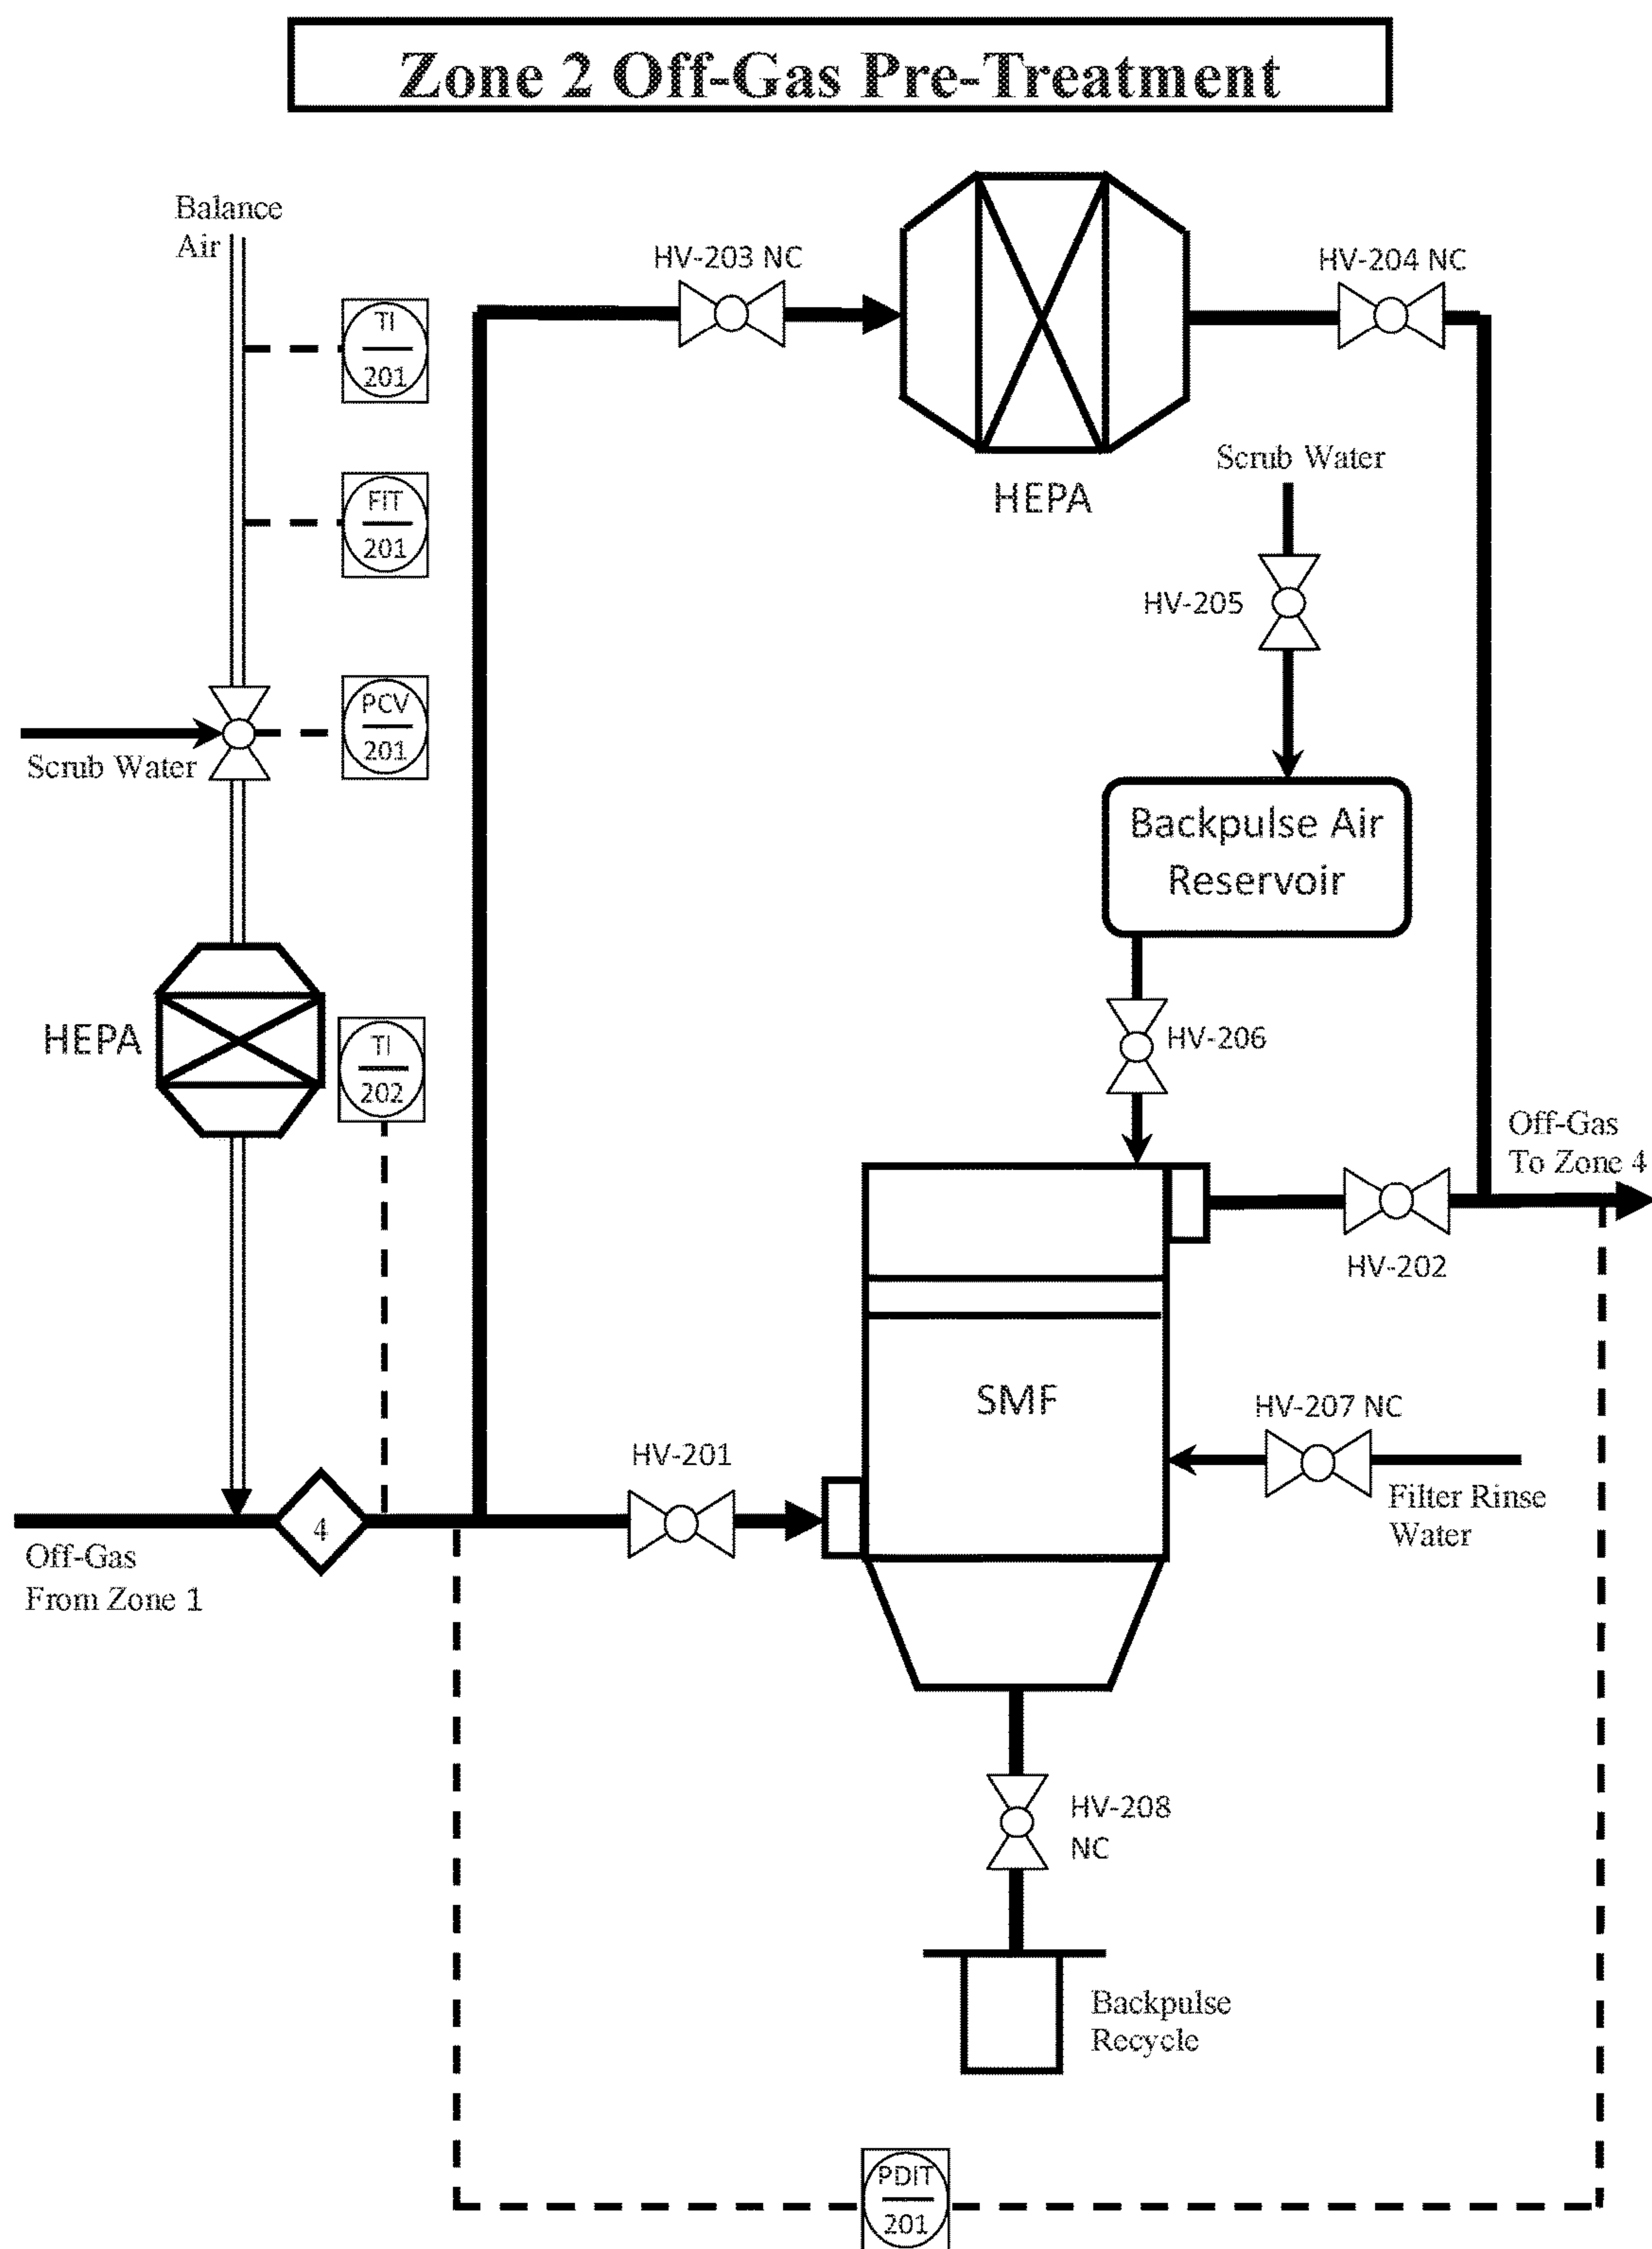 Zone 2 Off-Gas Pre-Treatment
Balance
Air
TI
201
FIT
201
PCV
201
Scrub Water
HEPA
TI
202
Off-Gas
From Zone 1
4
HV-203 NC
HEPA
HV-204 NC
Scrub Water
HV-205
Backpulse Air
Reservoir
HV-206
Off-Gas
To Zone 4
HV-202
SMF
HV-201
HV-207 NC
Filter Rinse
Water
HV-208
NC
Backpulse
Recycle
PDIT
201